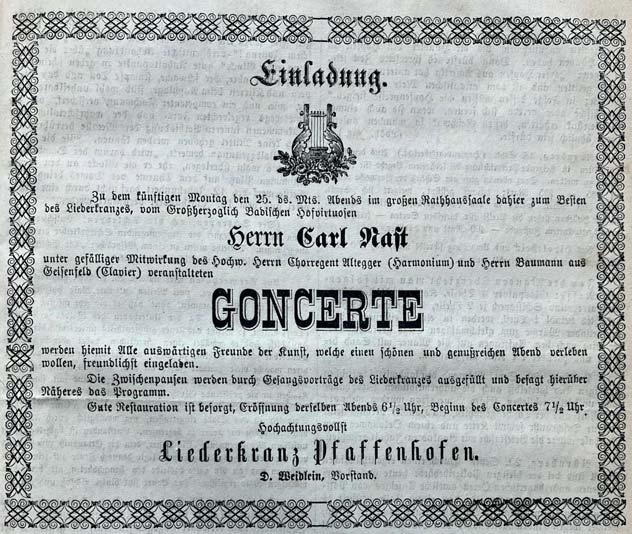 Einladung.
Zu dem künftigen Montag den 25. ds. Mts. Abends im großen Rathhaussaale dahier zum Besten
des Liederkranzes, vom Großherzoglich Badischen Hofvirtuosen
Herrn Carl Nast
unter gefälliger Mitwirkung des Hochw. Herrn Chorregent Altegger (Harmonium) und Herrn Baumann aus
Geisenfeld (Clavier) veranstalteten
GONCERTE
werden hiemit Alle auswärtigen Freunde der Kunst, welche einen schönen und genußreichen Abend verleben
wollen, freundlichst eingeladen.
Die Zwischenpausen werden durch Gesangsvorträge des Liederkranzes ausgefüllt und besagt hierüber
Näheres das Programm.
Gute Restauration ist besorgt, Eröffnung derselben Abends 6½ Uhr, Beginn des Concertes 7½ Uhr
Hochachtungsvollst
Liederkranz Pfaffenhofen.
D. Weidlein, Vorstand.